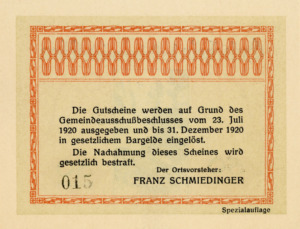 Die Gutscheine werden auf Grund des
Gemeindeausschußbeschlusses vom 23. Juli
1920 ausgegeben und bis 31. Dezember 1920
in gesetzlichem Bargelde eingelöst.
Die Nachahmung dieses Scheines wird
gesetzlich bestraft.
Der Ortsvorsteher:
015 FRANZ SCHMIEDINGER
Spezialauflage